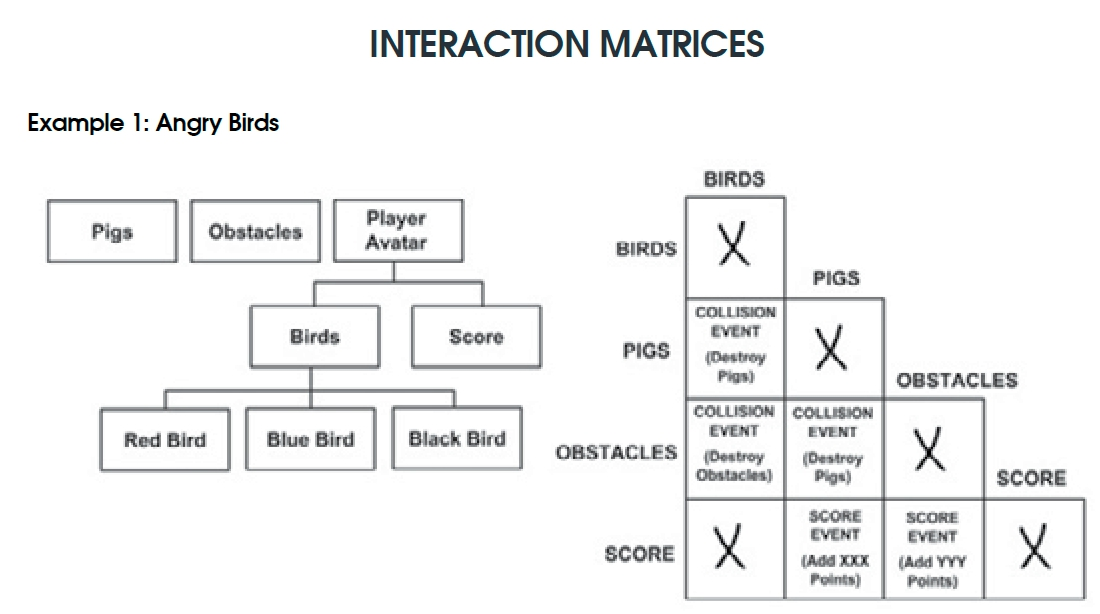 INTERACTION MATRICES
Example 1: Angry Birds
Pigs
Obstacles
Player
Avatar
Birds
Score
Red Bird
Blue Bird
Black Bird
BIRDS
BIRDS
X
PIGS
PIGS
COLLISION
EVENT
(Destroy
Pigs)
X
OBSTACLES
OBSTACLES
COLLISION
EVENT
(Destroy
Obstacles)
COLLISION
EVENT
(Destroy
Pigs)
X
SCORE
SCORE
X
SCORE
EVENT
(Add XXX
Points)
SCORE
EVENT
(Add YYY
Points)
X